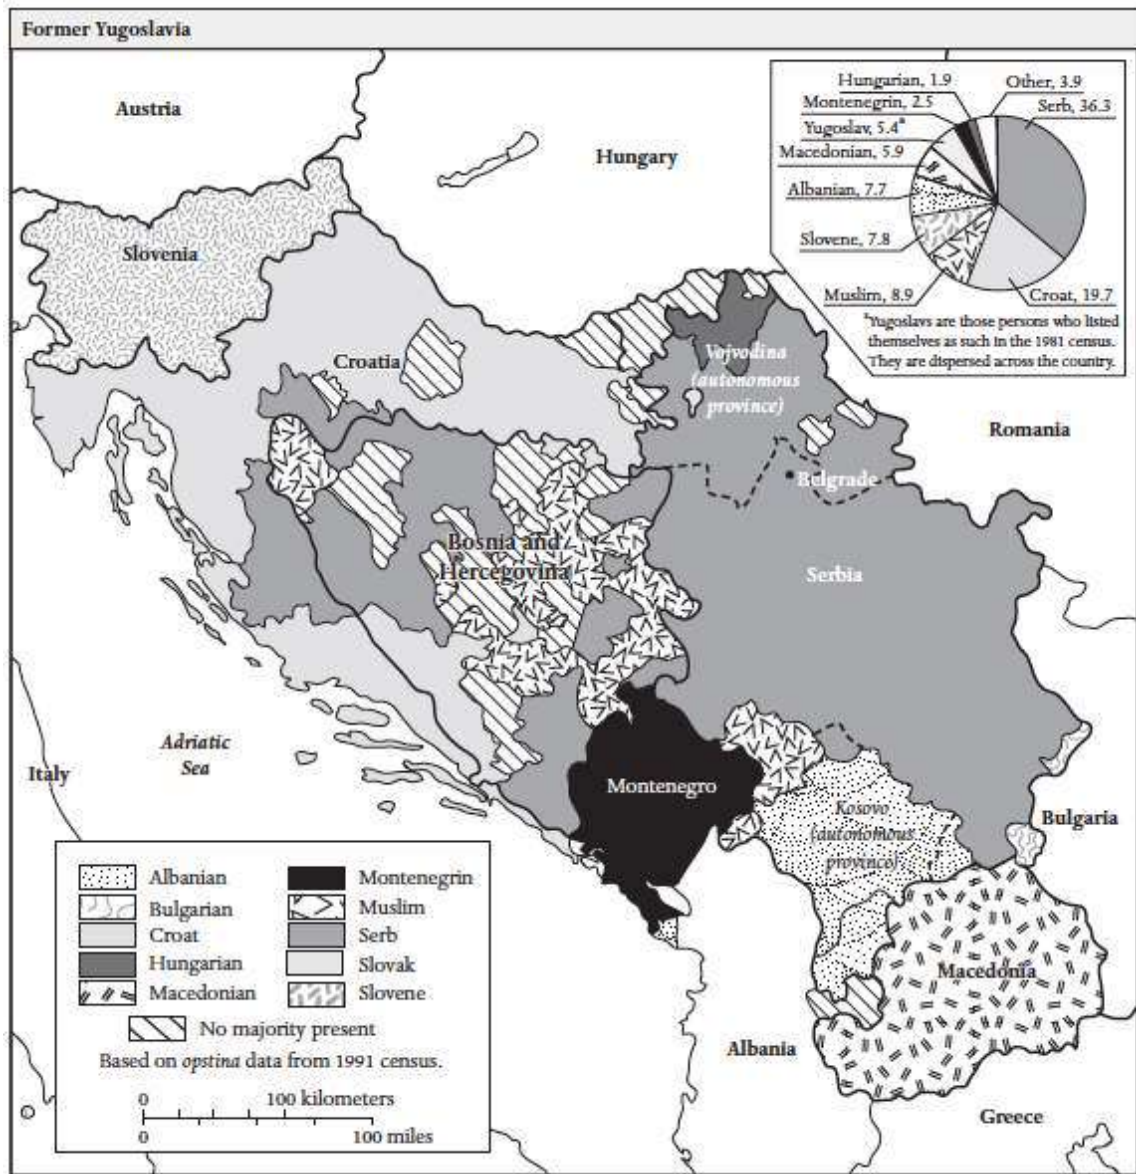 Former Yugoslavia
Austria
Hungary
Hungarian, 1.9
Other, 3.9
Montenegrin, 2.5
Serb, 36.3
Yugoslav, 5.4ª
Macedonian, 5.9
Albanian, 7.7
Slovene, 7.8
Muslim, 8.9
Croat, 19.7
ªYugoslavs are those persons who listed
themselves as such in the 1981 census.
They are dispersed across the country.
Slovenia
Croatia
Vojvodina
(autonomous
province)
Romania
Belgrade
Bosnia and
Hercegovina
Serbia
Adriatic
Sea
Italy
Montenegro
Kosovo
(autonomous
province)
Bulgaria
Macedonia
Albania
Greece
Albanian
Montenegrin
Bulgarian
Muslim
Croat
Serb
Hungarian
Slovak
Macedonian
Slovene
No majority present
Based on opstina data from 1991 census.
0 100 kilometers
0 100 miles